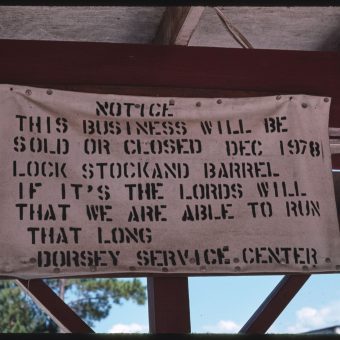 NOTICE
THIS BUSINESS WILL BE
SOLD OR CLOSED DEC 1978
LOCK STOCKAND BARREL
IF IT'S THE LORDS WILL
THAT WE ARE ABLE TO RUN
THAT LONG
DORSEY SERVICE CENTER